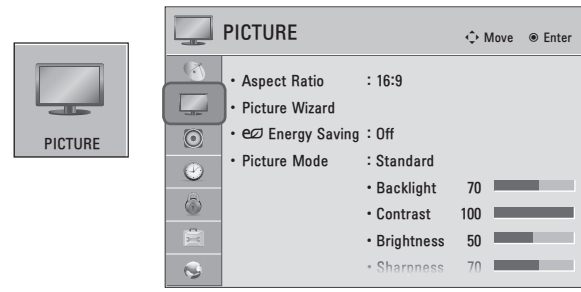 PICTURE
PICTURE Move Enter
• Aspect Ratio : 16:9
• Picture Wizard
• Energy Saving : Off
• Picture Mode : Standard
• Backlight 70
• Contrast 100
• Brightness 50
• Sharpness 70